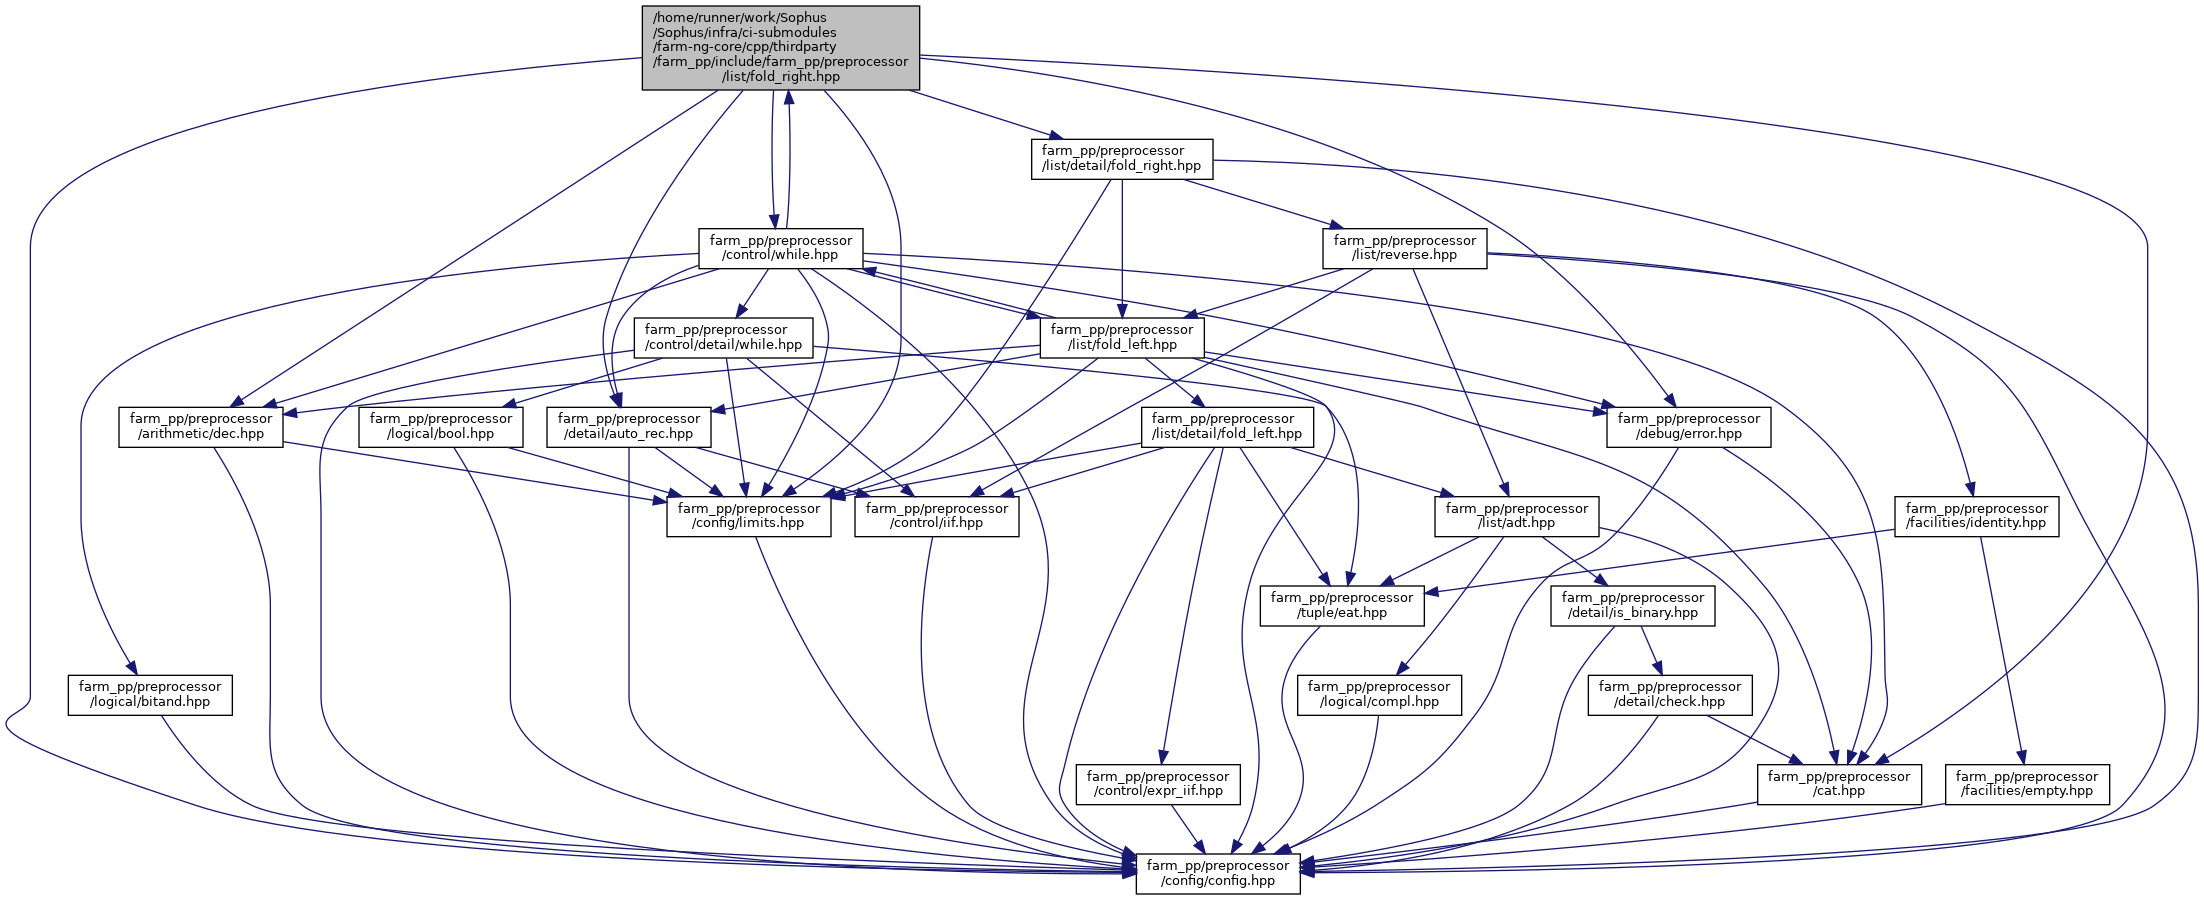 /home/runner/work/Sophus
/Sophus/infra/ci-submodules
/farm-ng-core/cpp/thirdparty
/farm_pp/include/farm_pp/preprocessor
/list/fold_right.hpp
farm_pp/preprocessor
/list/detail/fold_right.hpp
farm_pp/preprocessor
/control/while.hpp
farm_pp/preprocessor
/list/reverse.hpp
farm_pp/preprocessor
/control/detail/while.hpp
farm_pp/preprocessor
/list/fold_left.hpp
farm_pp/preprocessor
/arithmetic/dec.hpp
farm_pp/preprocessor
/logical/bool.hpp
farm_pp/preprocessor
/detail/auto_rec.hpp
farm_pp/preprocessor
/list/detail/fold_left.hpp
farm_pp/preprocessor
/debug/error.hpp
farm_pp/preprocessor
/config/limits.hpp
farm_pp/preprocessor
/control/iif.hpp
farm_pp/preprocessor
/list/adt.hpp
farm_pp/preprocessor
/facilities/identity.hpp
farm_pp/preprocessor
/tuple/eat.hpp
farm_pp/preprocessor
/detail/is_binary.hpp
farm_pp/preprocessor
/logical/bitand.hpp
farm_pp/preprocessor
/logical/compl.hpp
farm_pp/preprocessor
/detail/check.hpp
farm_pp/preprocessor
/control/expr_iif.hpp
farm_pp/preprocessor
/cat.hpp
farm_pp/preprocessor
/facilities/empty.hpp
farm_pp/preprocessor
/config/config.hpp